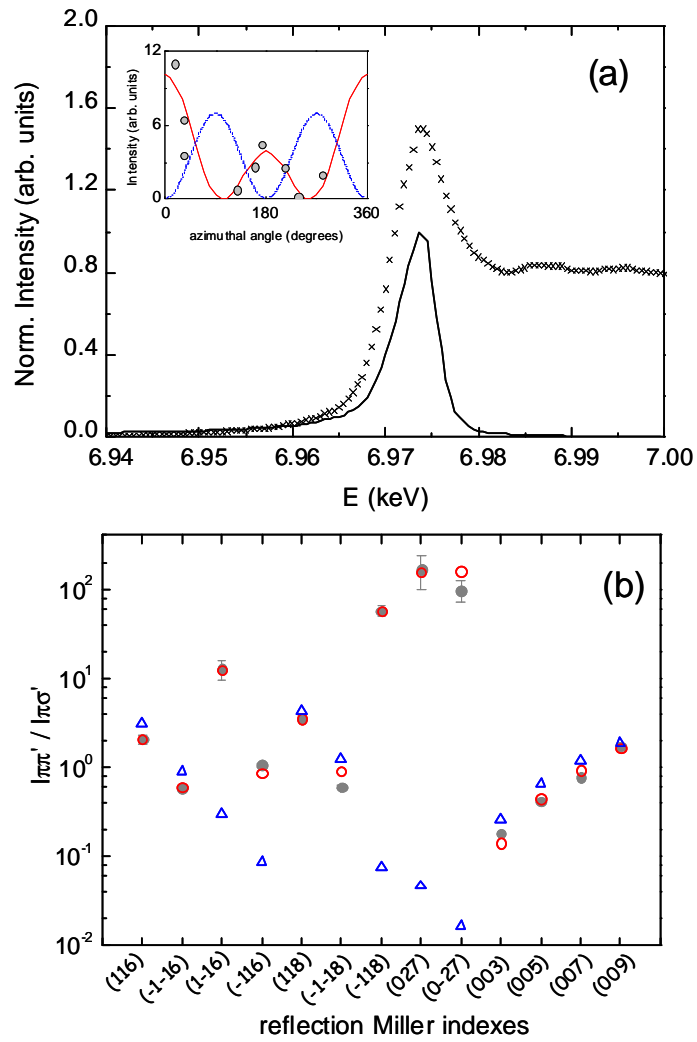 2.0
1.6
1.2
0.8
0.4
0.0
Norm. Intensity (arb. units)
(a)
12
6
0
Intensity (arb. units)
0 180 360
azimuthal angle (degrees)
6.94 6.95 6.96 6.97 6.98 6.99 7.00
E (keV)
(b)
10²
10¹
10⁰
10⁻¹
10⁻²
Iππ' / Iπσ'
(116) (-1-16) (1-16) (-116) (118) (-1-18) (-118) (027) (0-27) (003) (005) (007) (009)
reflection Miller indexes